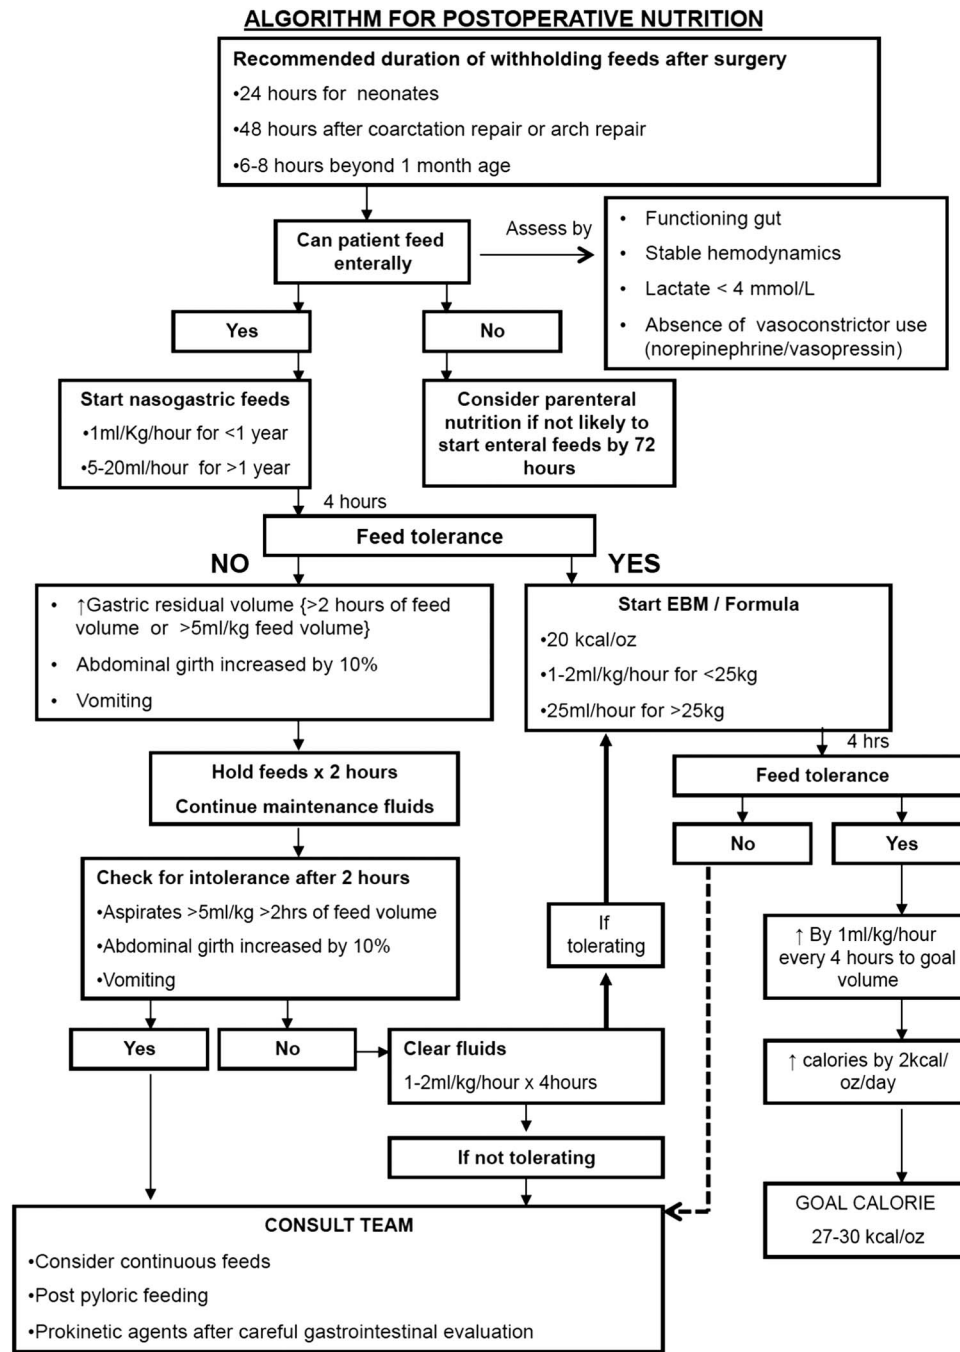 ALGORITHM FOR POSTOPERATIVE NUTRITION
Recommended duration of withholding feeds after surgery
•24 hours for neonates
•48 hours after coarctation repair or arch repair
•6-8 hours beyond 1 month age
Can patient feed
enterally
Assess by
• Functioning gut
• Stable hemodynamics
• Lactate < 4 mmol/L
• Absence of vasoconstrictor use
(norepinephrine/vasopressin)
Yes
No
Start nasogastric feeds
•1ml/Kg/hour for <1 year
•5-20ml/hour for >1 year
Consider parenteral
nutrition if not likely to
start enteral feeds by 72
hours
4 hours
Feed tolerance
NO
YES
• ↑Gastric residual volume {>2 hours of feed
volume or >5ml/kg feed volume}
• Abdominal girth increased by 10%
• Vomiting
Start EBM / Formula
•20 kcal/oz
•1-2ml/kg/hour for <25kg
•25ml/hour for >25kg
Hold feeds x 2 hours
Continue maintenance fluids
4 hrs
Feed tolerance
No
Yes
Check for intolerance after 2 hours
•Aspirates >5ml/kg >2hrs of feed volume
•Abdominal girth increased by 10%
•Vomiting
If
tolerating
↑ By 1ml/kg/hour
every 4 hours to goal
volume
Yes
No
Clear fluids
1-2ml/kg/hour x 4hours
↑ calories by 2kcal/
oz/day
If not tolerating
GOAL CALORIE
27-30 kcal/oz
CONSULT TEAM
•Consider continuous feeds
•Post pyloric feeding
•Prokinetic agents after careful gastrointestinal evaluation